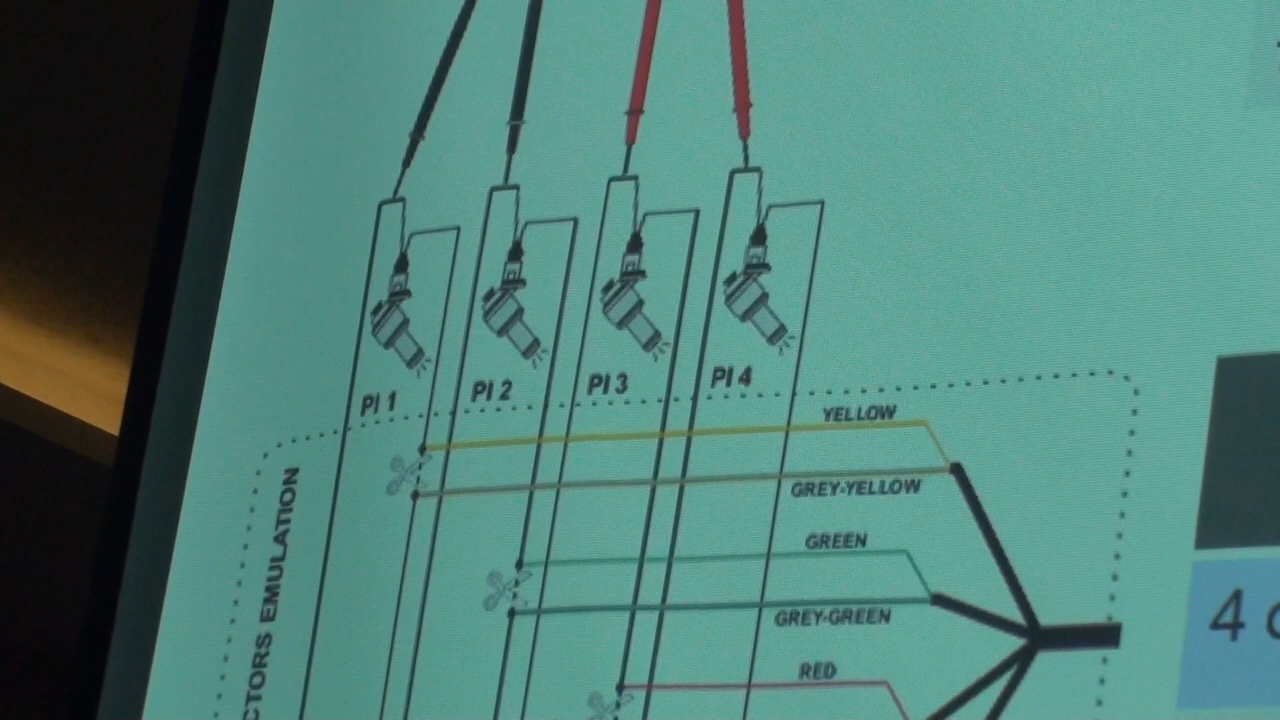 PI 1
PI 2
PI 3
PI 4
YELLOW
GREY-YELLOW
GREEN
GREY-GREEN
RED
CTORS EMULATION
4